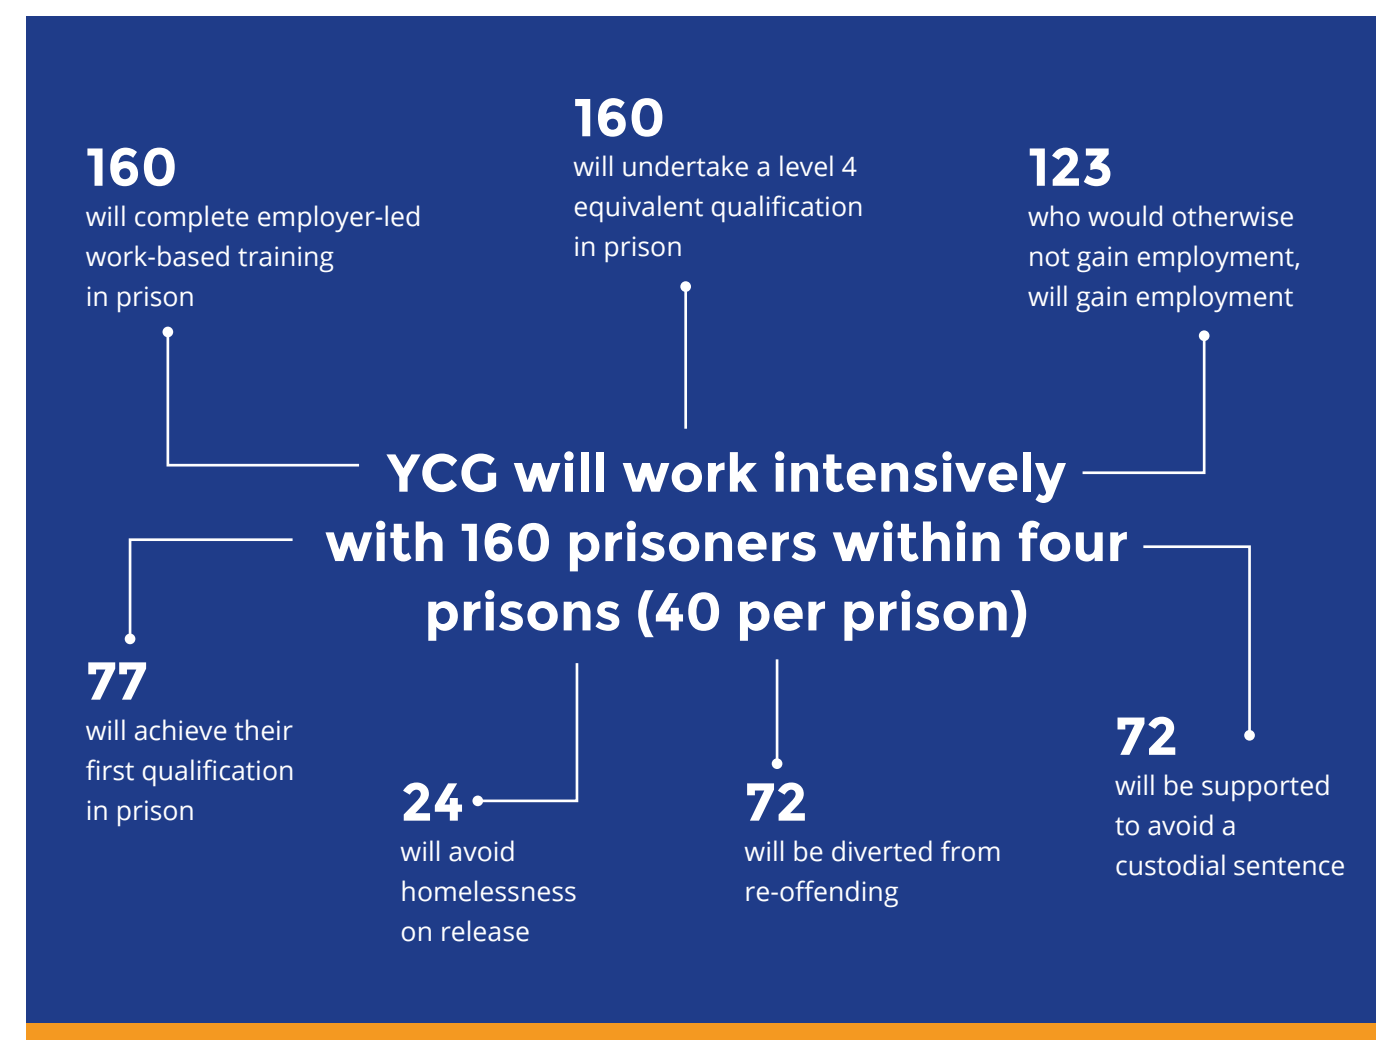 160
will complete employer-led
work-based training
in prison
160
will undertake a level 4
equivalent qualification
in prison
123
who would otherwise
not gain employment,
will gain employment
YCG will work intensively
with 160 prisoners within four
prisons (40 per prison)
77
will achieve their
first qualification
in prison
24
will avoid
homelessness
on release
72
will be diverted from
re-offending
72
will be supported
to avoid a
custodial sentence